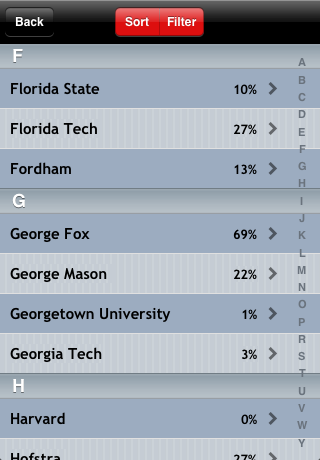 Back Sort Filter
F
Florida State 10%
Florida Tech 27%
Fordham 13%
G
George Fox 69%
George Mason 22%
Georgetown University 1%
Georgia Tech 3%
H
Harvard 0%
Hofstra 27%
A
B
C
D
E
F
G
H
I
J
K
L
M
N
O
P
R
S
T
U
V
W
Y